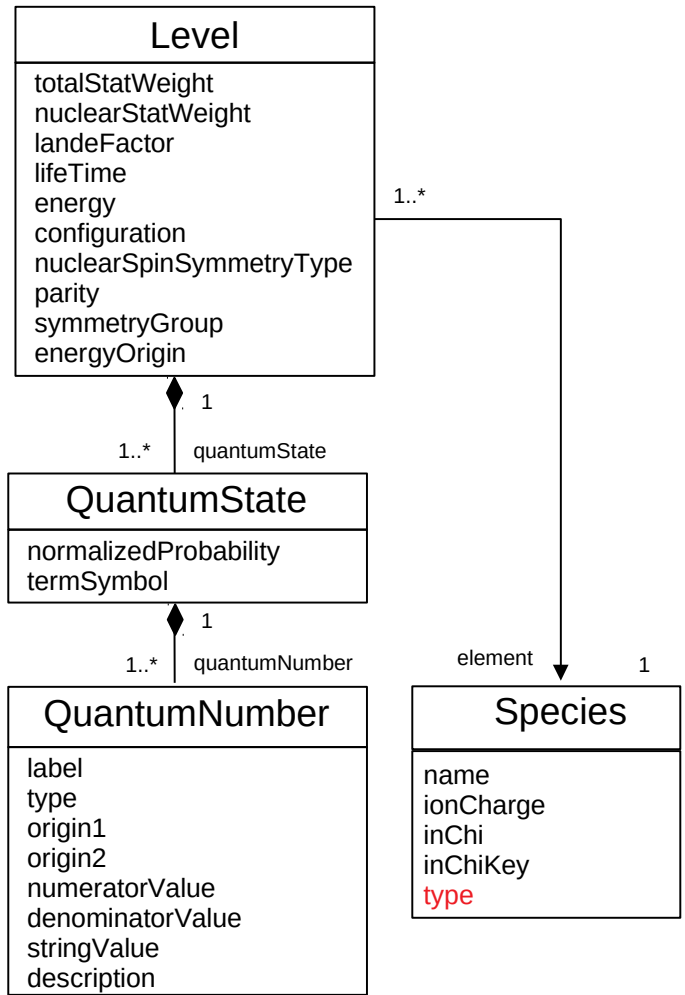 Level
totalStatWeight
nuclearStatWeight
landeFactor
lifeTime
energy
configuration
nuclearSpinSymmetryType
parity
symmetryGroup
energyOrigin
1..*
1
1..* quantumState
QuantumState
normalizedProbability
termSymbol
1
1..* quantumNumber
QuantumNumber
label
type
origin1
origin2
numeratorValue
denominatorValue
stringValue
description
element 1
Species
name
ionCharge
inChi
inChiKey
type